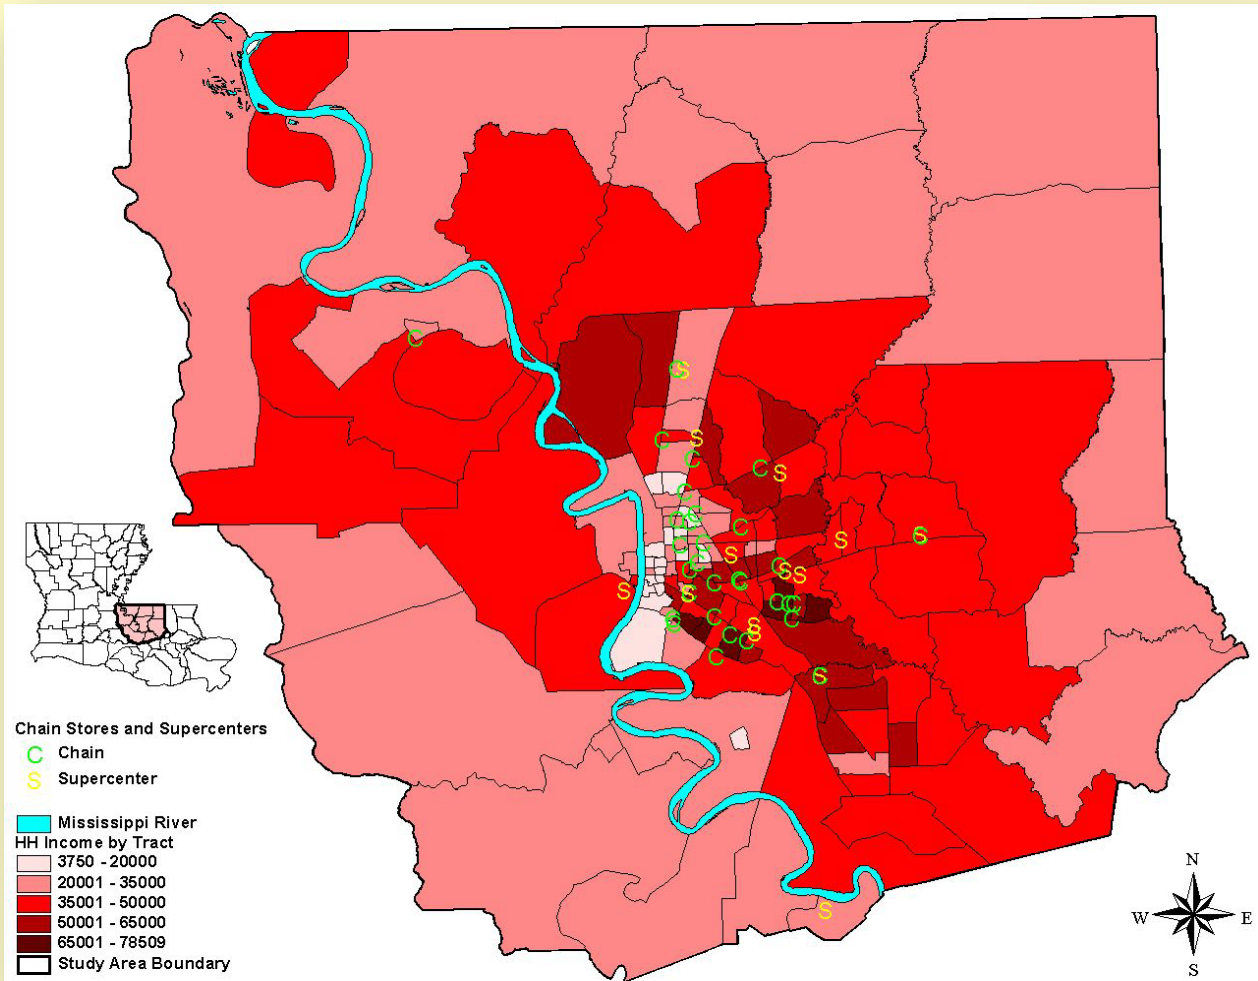 Chain Stores and Supercenters
C Chain
S Supercenter
Mississippi River
HH Income by Tract
3750 - 20000
20001 - 35000
35001 - 50000
50001 - 65000
65001 - 78509
Study Area Boundary
N
W E
S